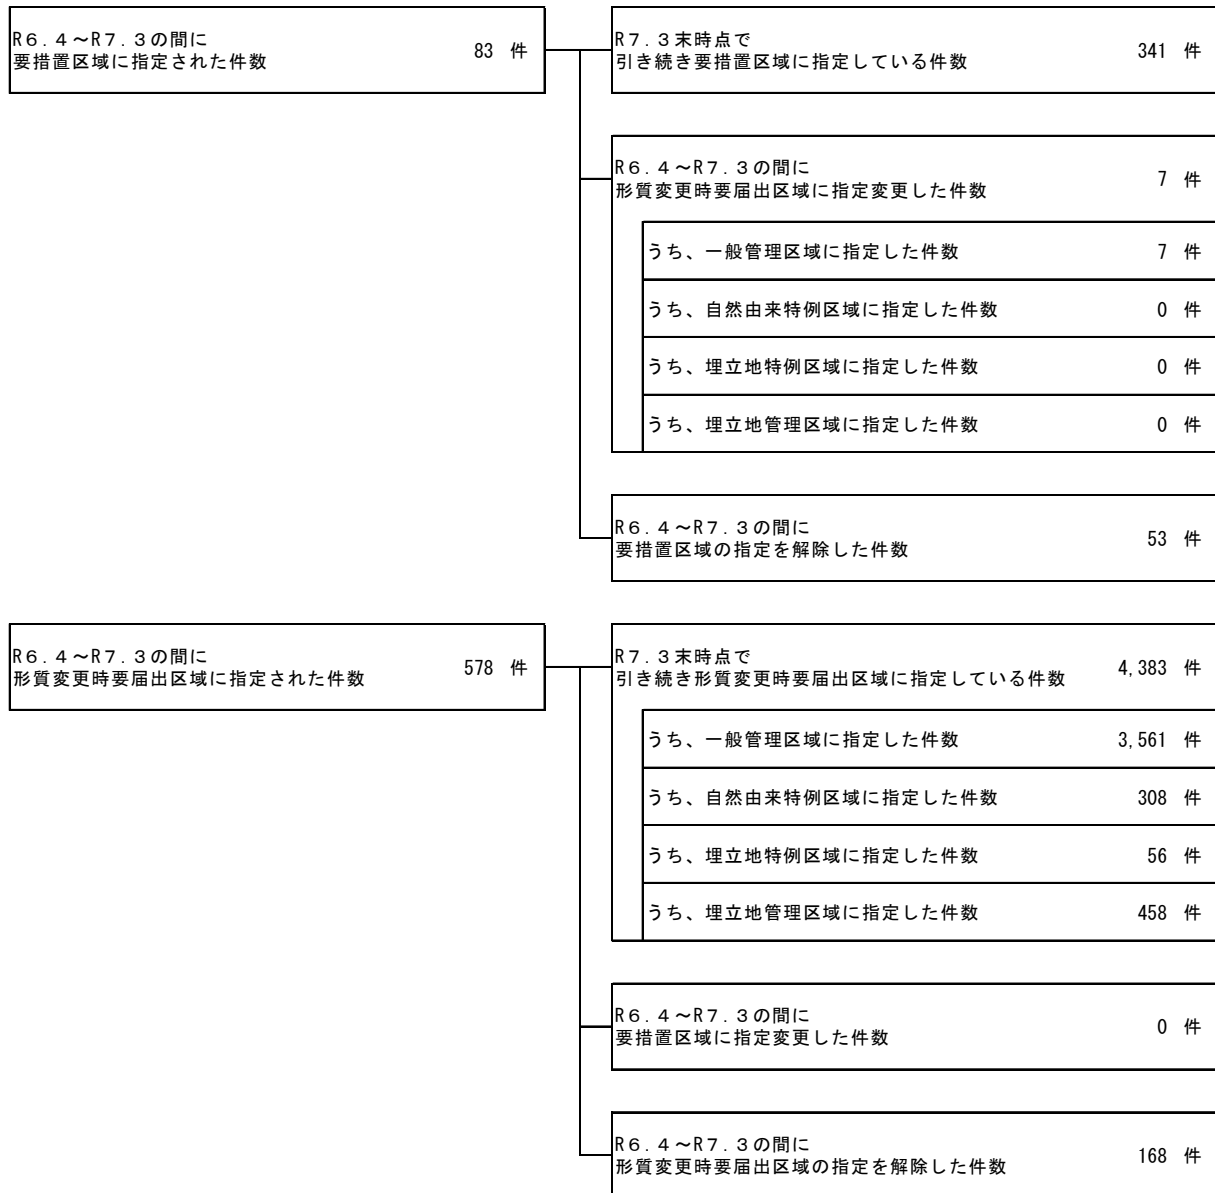 R６．４～R７．３の間に
要措置区域に指定された件数 83 件
R７．３末時点で
引き続き要措置区域に指定している件数 341 件
R６．４～R７．３の間に
形質変更時要届出区域に指定変更した件数 7 件
うち、一般管理区域に指定した件数 7 件
うち、自然由来特例区域に指定した件数 0 件
うち、埋立地特例区域に指定した件数 0 件
うち、埋立地管理区域に指定した件数 0 件
R６．４～R７．３の間に
要措置区域の指定を解除した件数 53 件
R６．４～R７．３の間に
形質変更時要届出区域に指定された件数 578 件
R７．３末時点で
引き続き形質変更時要届出区域に指定している件数 4,383 件
うち、一般管理区域に指定した件数 3,561 件
うち、自然由来特例区域に指定した件数 308 件
うち、埋立地特例区域に指定した件数 56 件
うち、埋立地管理区域に指定した件数 458 件
R６．４～R７．３の間に
要措置区域に指定変更した件数 0 件
R６．４～R７．３の間に
形質変更時要届出区域の指定を解除した件数 168 件